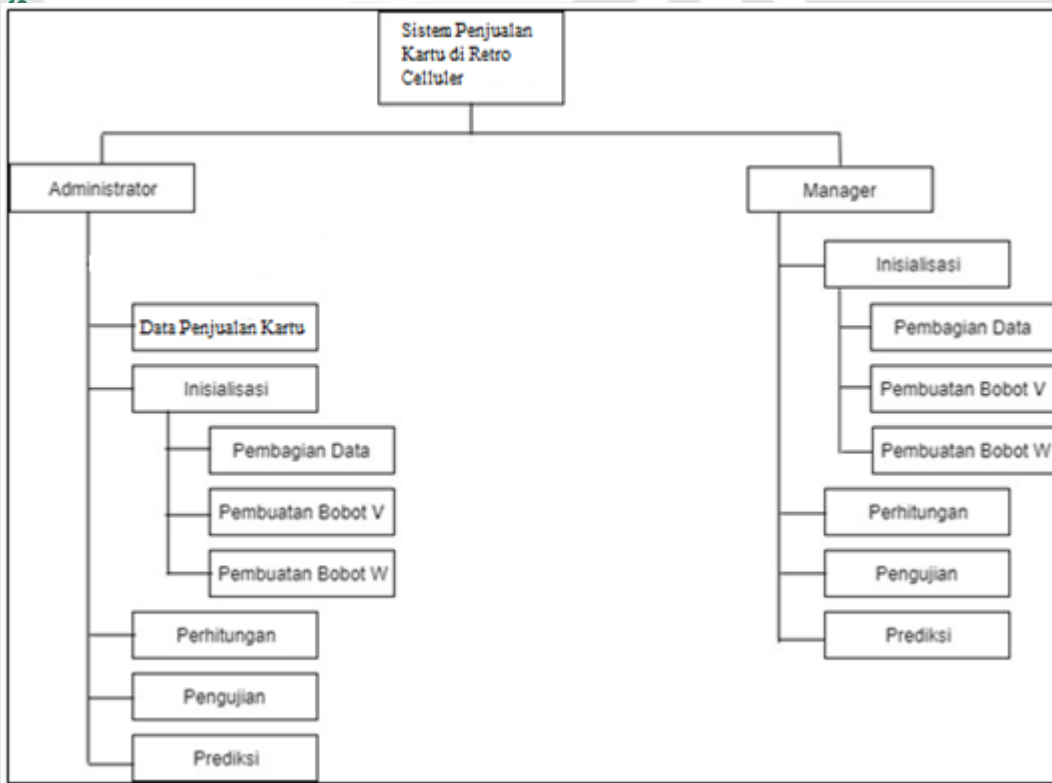 Sistem Penjualan
Kartu di Retro
Celluler
Administrator
Data Penjualan Kartu
Inisialisasi
Pembagian Data
Pembuatan Bobot V
Pembuatan Bobot W
Perhitungan
Pengujian
Prediksi
Manager
Inisialisasi
Pembagian Data
Pembuatan Bobot V
Pembuatan Bobot W
Perhitungan
Pengujian
Prediksi